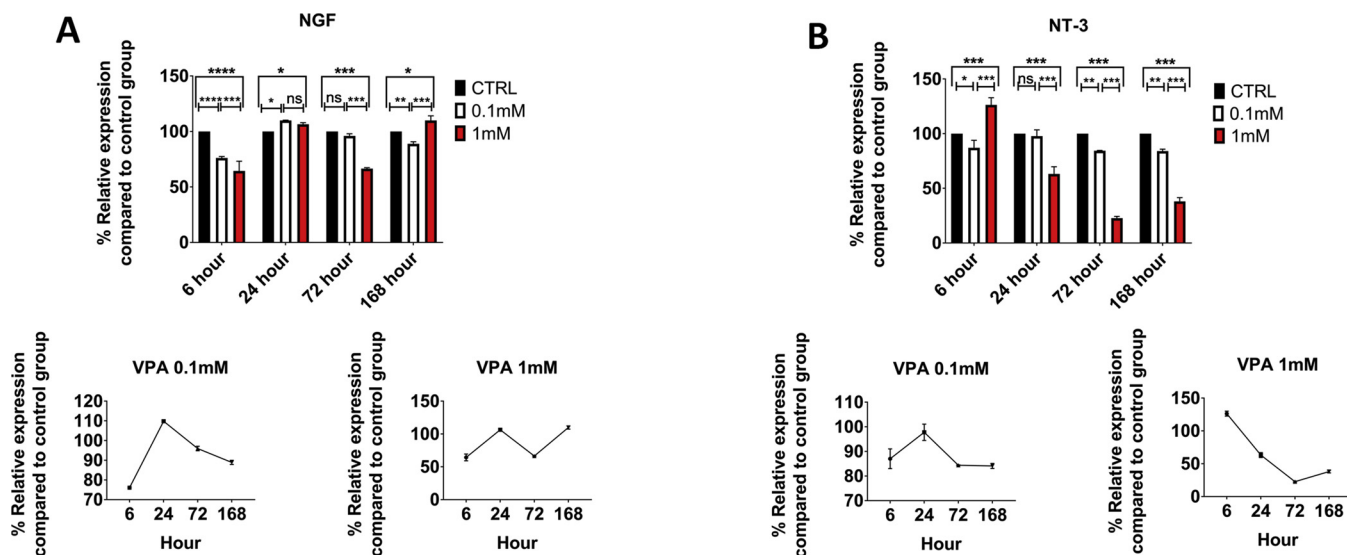 A
NGF
% Relative expression
compared to control group
150
100
50
0
**** * *** *
**** *** * ns ns *** ** ***
CTRL
0.1mM
1mM
6 hour
24 hour
72 hour
168 hour
VPA 0.1mM
% Relative expression
compared to control group
120
110
100
90
80
70
6 24 72 168
Hour
VPA 1mM
% Relative expression
compared to control group
150
100
50
0
6 24 72 168
Hour
B
NT-3
% Relative expression
compared to control group
150
100
50
0
*** *** *** ***
* *** ns *** ** *** ** ***
CTRL
0.1mM
1mM
6 hour
24 hour
72 hour
168 hour
VPA 0.1mM
% Relative expression
compared to control group
110
100
90
80
70
6 24 72 168
Hour
VPA 1mM
% Relative expression
compared to control group
150
100
50
0
6 24 72 168
Hour